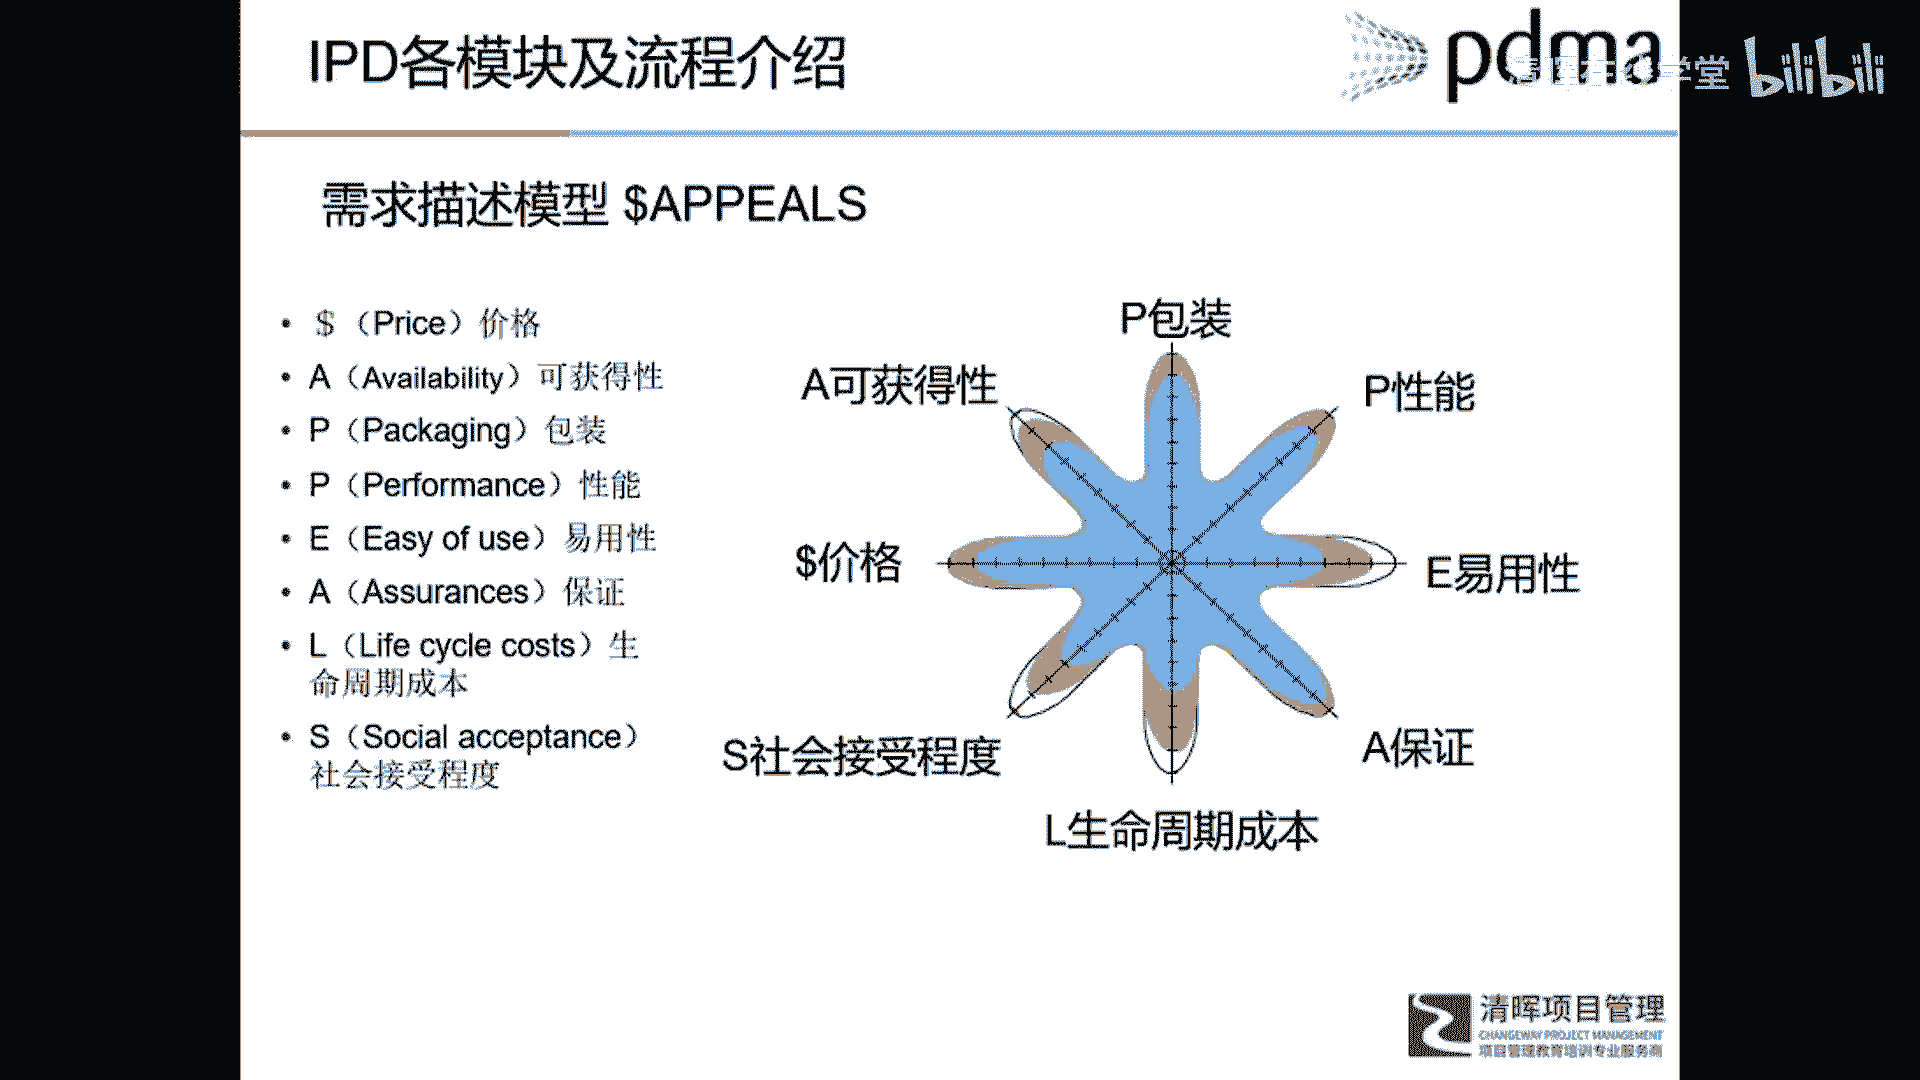 IPD各模块及流程介绍
pdma
清晖在线学堂 bilibili
需求描述模型 $APPEALS
• $（Price）价格
• A（Availability）可获得性
• P（Packaging）包装
• P（Performance）性能
• E（Easy of use）易用性
• A（Assurances）保证
• L（Life cycle costs）生
命周期成本
• S（Social acceptance）
社会接受程度
P包装
A可获得性
P性能
$价格
E易用性
S社会接受程度
A保证
L生命周期成本
清晖项目管理
CHANGEWAY PROJECT MANAGEMENT
项目管理教育培训专业服务商